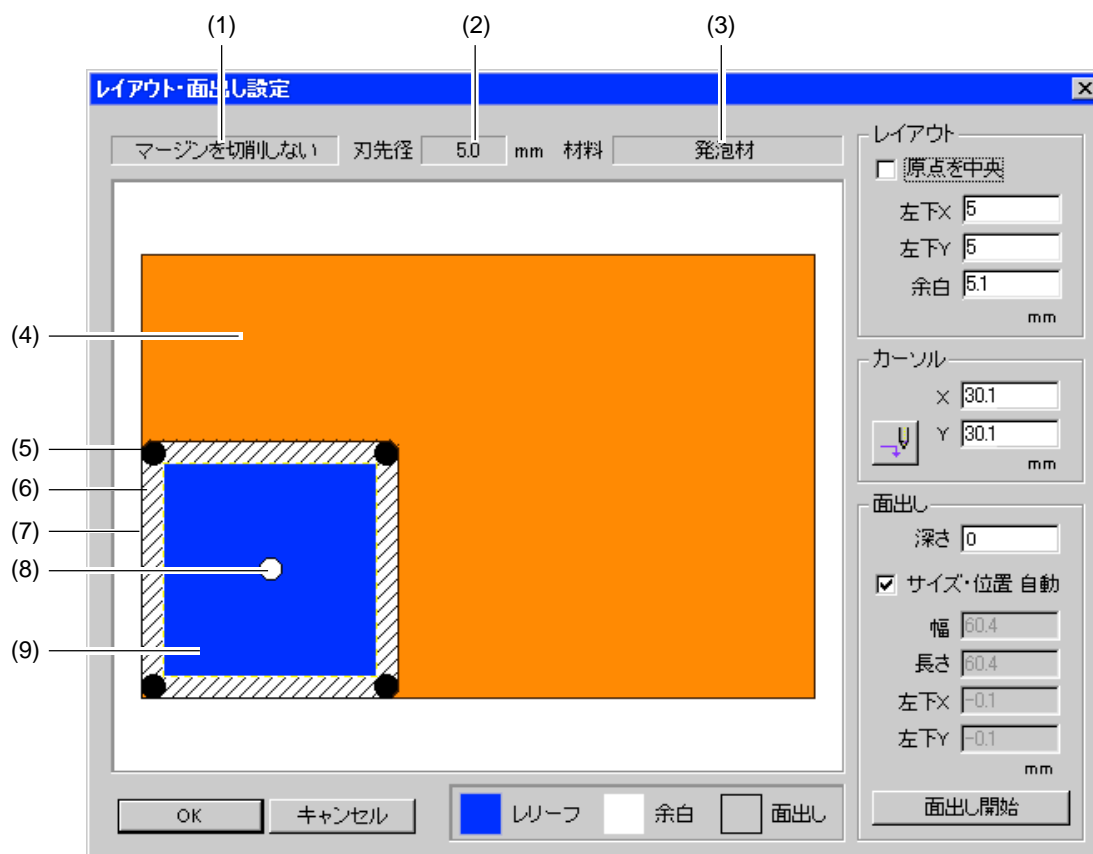 (1)
(2)
(3)
レイアウト・面出し設定
マージンを切削しない
刃先径
5.0
mm
材料
発泡材
レイアウト
原点を中央
左下X
5
左下Y
5
余白
5.1
mm
(4)
カーソル
X
30.1
Y
30.1
mm
(5)
(6)
(7)
(8)
(9)
面出し
深さ
0
サイズ・位置 自動
幅
60.4
長さ
60.4
左下X
-0.1
左下Y
-0.1
mm
面出し開始
OK
キャンセル
レリーフ
余白
面出し